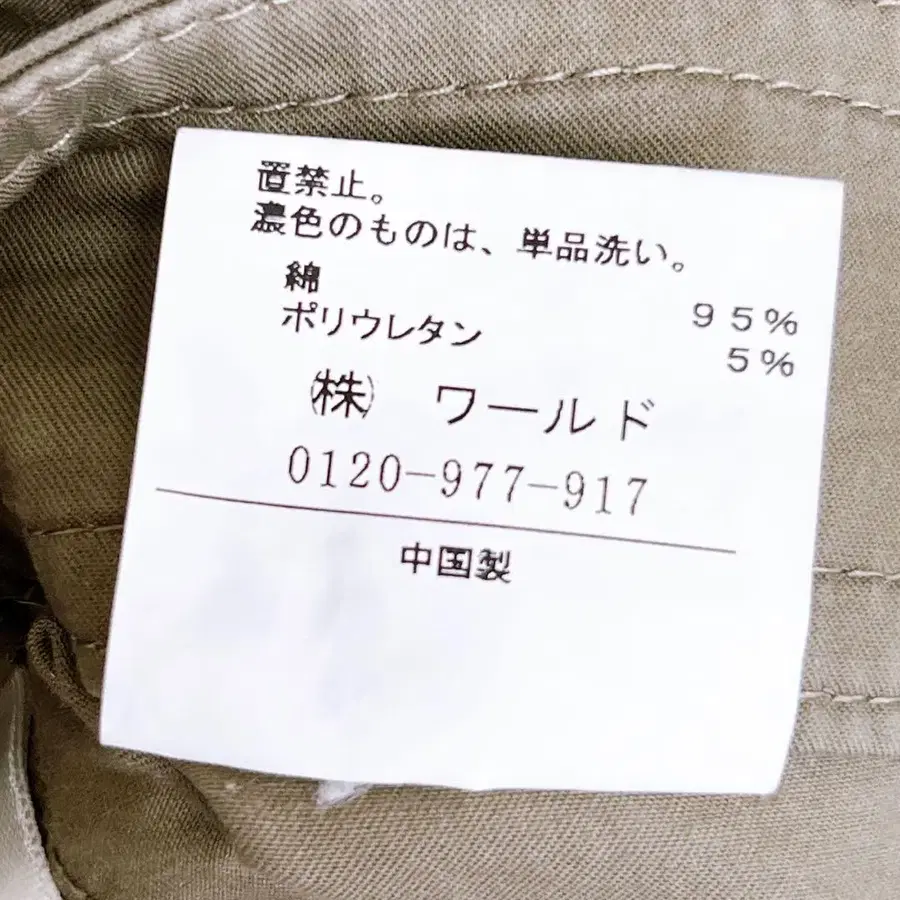 置禁止。
濃色のものは、単品洗い。
綿 95%
ポリウレタン 5%
㈱ ワールド
0120-977-917
中国製